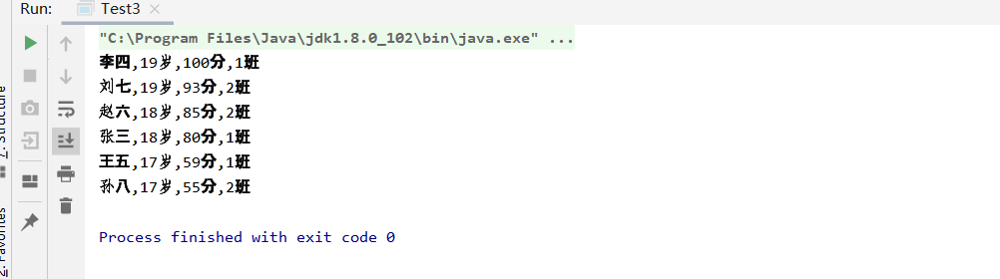 Run: Test3
"C:\Program Files\Java\jdk1.8.0_102\bin\java.exe" ...
李四,19岁,100分,1班
刘七,19岁,93分,2班
赵六,18岁,85分,2班
张三,18岁,80分,1班
王五,17岁,59分,1班
孙八,17岁,55分,2班
Process finished with exit code 0
7: Structure
2: Favorites